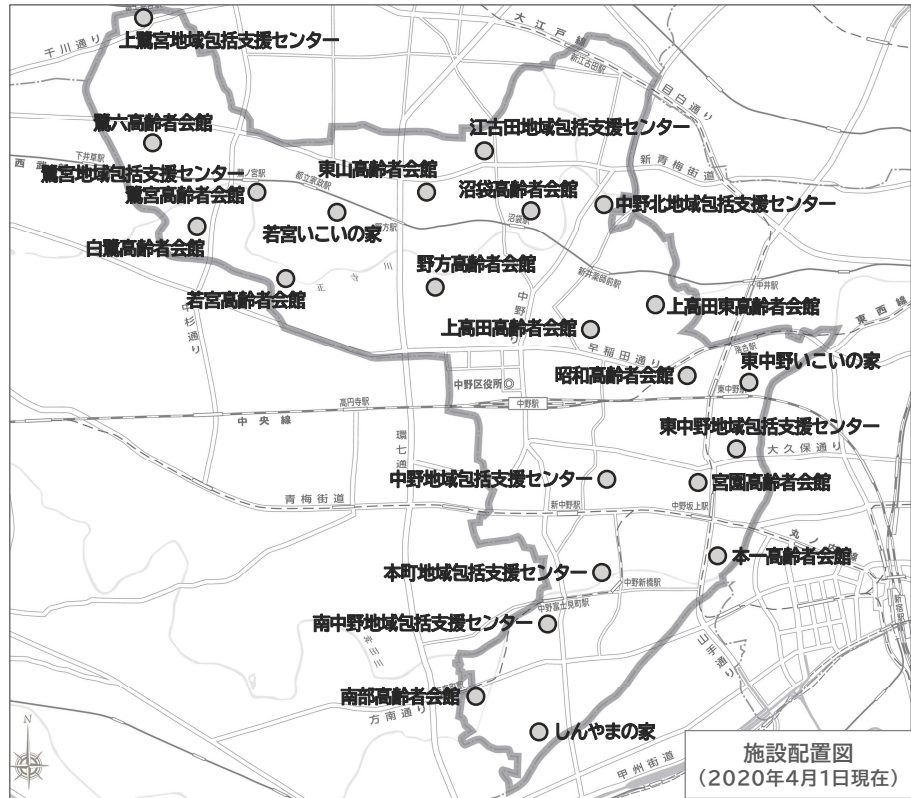 大江戸線
千川通り
上鷺宮地域包括支援センター
新江古田駅
目白通り
鷺六高齢者会館
江古田地域包括支援センター
下井草駅
新青梅街道
鷺宮地域包括支援センター
東山高齢者会館
都立家政駅
鷺宮高齢者会館
沼袋高齢者会館
中野北地域包括支援センター
沼袋駅
白鷺高齢者会館
若宮いこいの家
野方高齢者会館
新井薬師前駅
中井駅
若宮高齢者会館
上高田東高齢者会館
中杉通り
上高田高齢者会館
東西線
早稲田通り
落合駅
昭和高齢者会館
東中野いこいの家
中野区役所◎
東中野駅
高円寺駅
中野駅
中央線
東中野地域包括支援センター
環七通
大久保通り
中野地域包括支援センター
宮園高齢者会館
青梅街道
新中野駅
中野坂上駅
本一高齢者会館
本町地域包括支援センター
中野新橋駅
新宿駅
中野富士見町駅
南中野地域包括支援センター
山手通り
南部高齢者会館
方南通り
しんやまの家
N
甲州街道
施設配置図
（2020年4月1日現在）